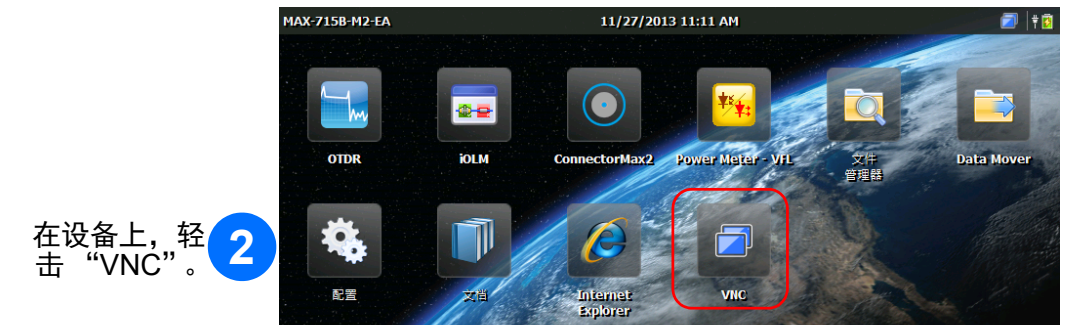 MAX-715B-M2-EA
11/27/2013 11:11 AM
OTDR
iOLM
ConnectorMax2
Power Meter - VFL
文件
管理器
Data Mover
在设备上，轻
击 “VNC”。
2
配置
文档
Internet
Explorer
VNC